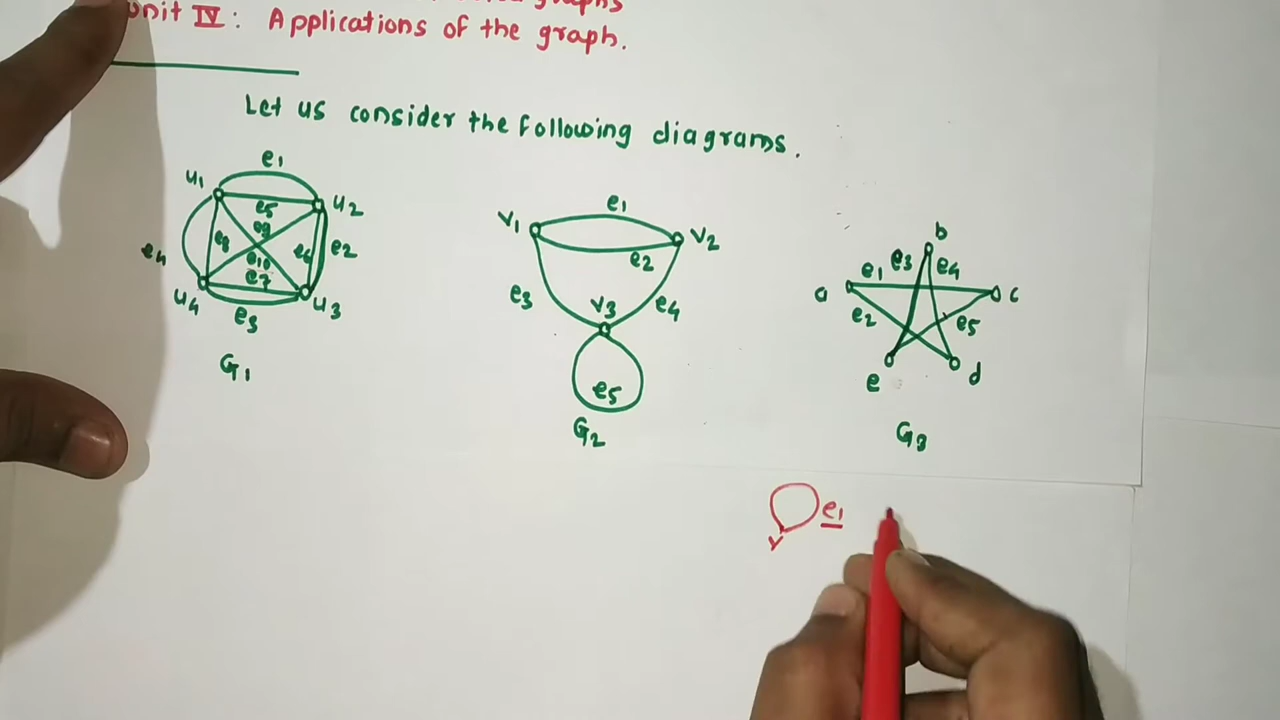 Unit IV: Applications of the graph.
Let us consider the following diagrams.
e1
u1 u2
e5
e9
e4 e8 e6 e2
e10
e7
u4 u3
e3
G1
e1
v1 v2
e2
e3 v3 e4
e5
G2
b
e1 e3 e4
a c
e2 e5
e d
G3
e1
v